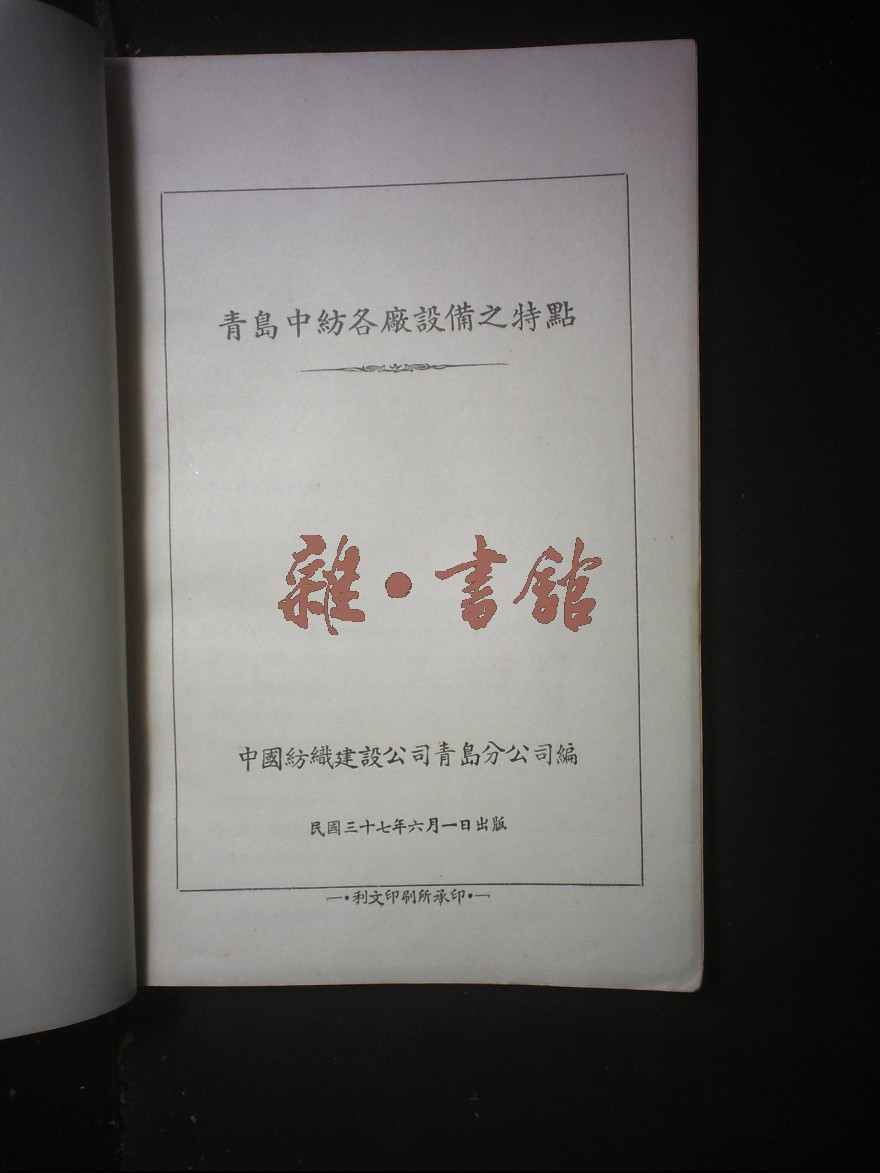 青島中紡各廠設備之特點
雜·書館
中國紡織建設公司青島分公司編
民國三十七年六月一日出版
—•利文印刷所承印•—